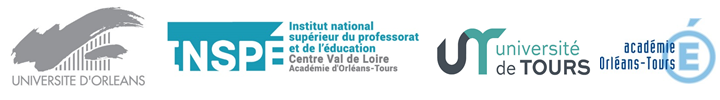 UNIVERSITE D'ORLEANS
INSPÉ
Institut national
supérieur du professorat
et de l'éducation
Centre Val de Loire
Académie d'Orléans-Tours
université
de TOURS
académie
Orléans-Tours
É